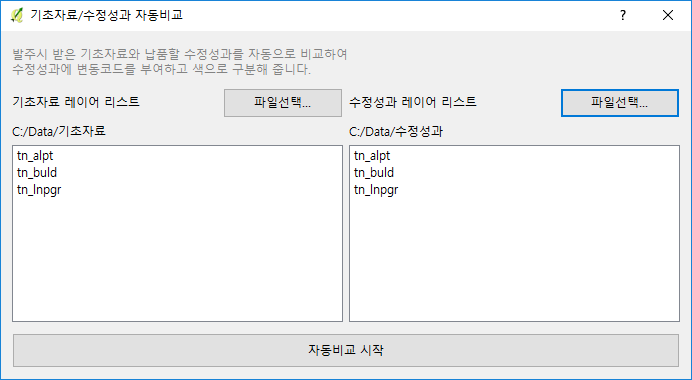 기초자료/수정성과 자동비교
발주시 받은 기초자료와 납품할 수정성과를 자동으로 비교하여
수정성과에 변동코드를 부여하고 색으로 구분해 줍니다.
기초자료 레이어 리스트 파일선택... 수정성과 레이어 리스트 파일선택...
C:/Data/기초자료 C:/Data/수정성과
tn_alpt tn_alpt
tn_buld tn_buld
tn_lnpgr tn_lnpgr
자동비교 시작